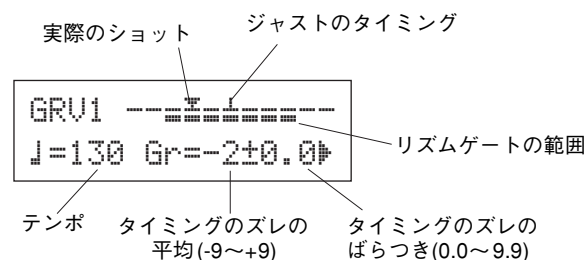 実際のショット
ジャストのタイミング
GRV1
♩=130 Gr=-2±0.0
リズムゲートの範囲
テンポ
タイミングのズレの
平均(-9～+9)
タイミングのズレの
ばらつき(0.0～9.9)